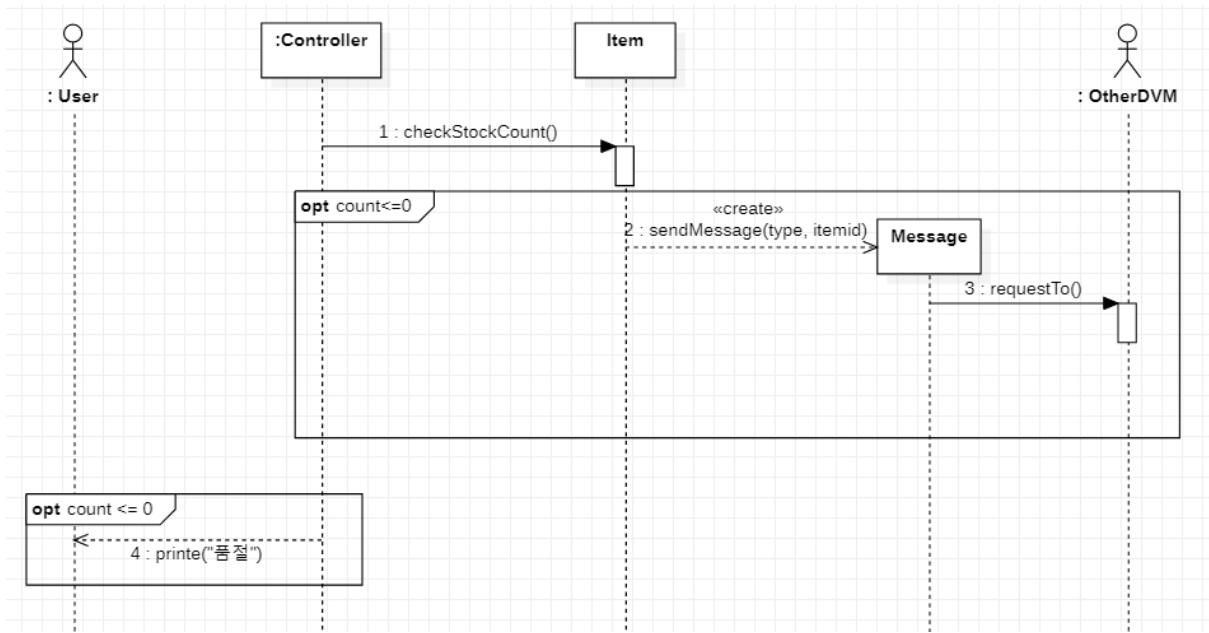 :Controller
Item
: User
: OtherDVM
1 : checkStockCount()
opt count<=0
«create»
2 : sendMessage(type, itemid)
Message
3 : requestTo()
opt count <= 0
4 : printe("품절")